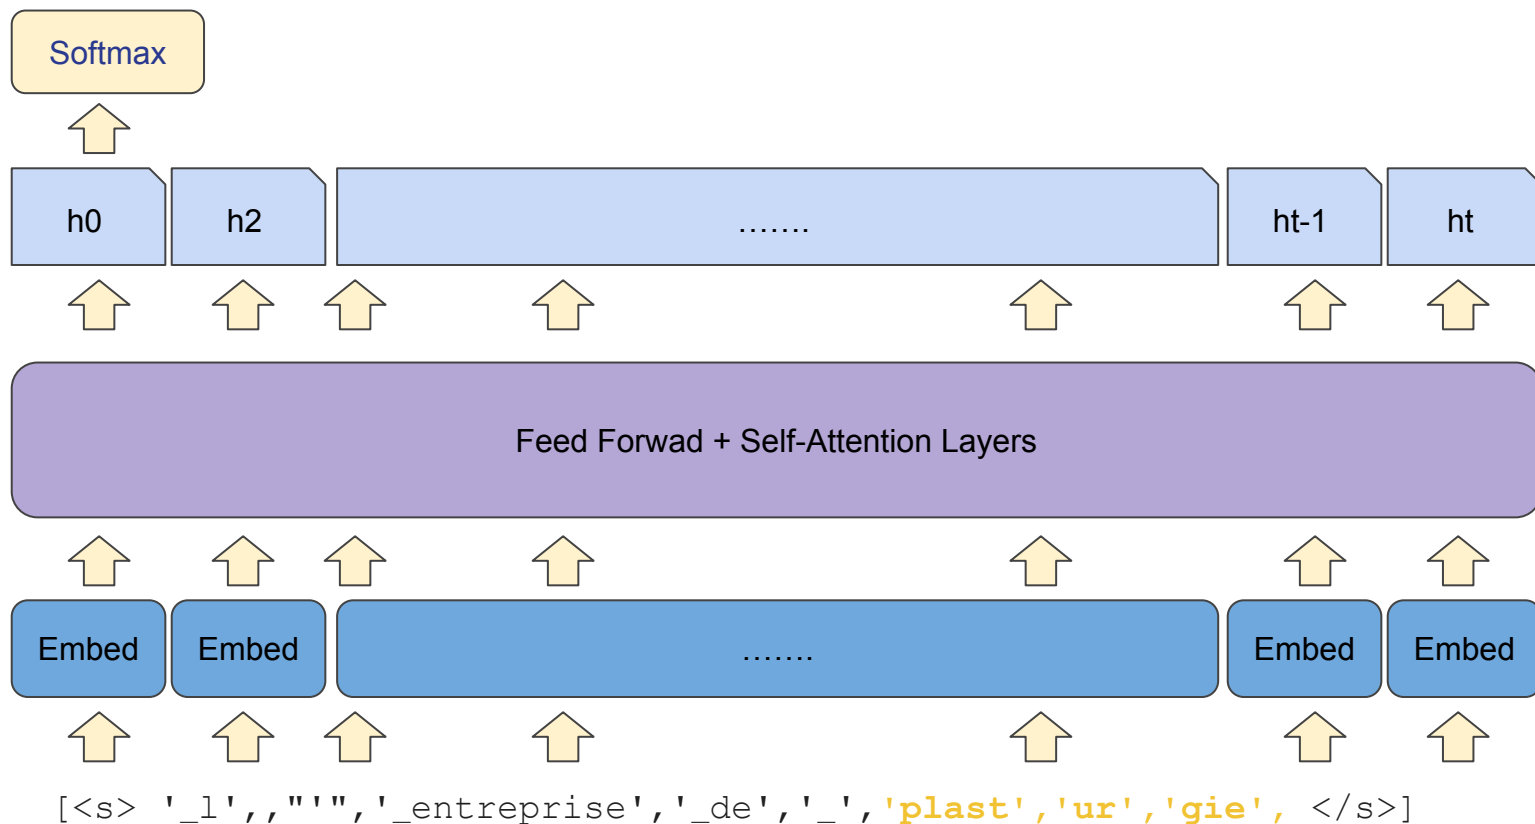 Softmax
h0 h2 ....... ht-1 ht
Feed Forwad + Self-Attention Layers
Embed Embed ....... Embed Embed
[<s> '_l',,"'",'_entreprise','_de','_','plast','ur','gie', </s>]